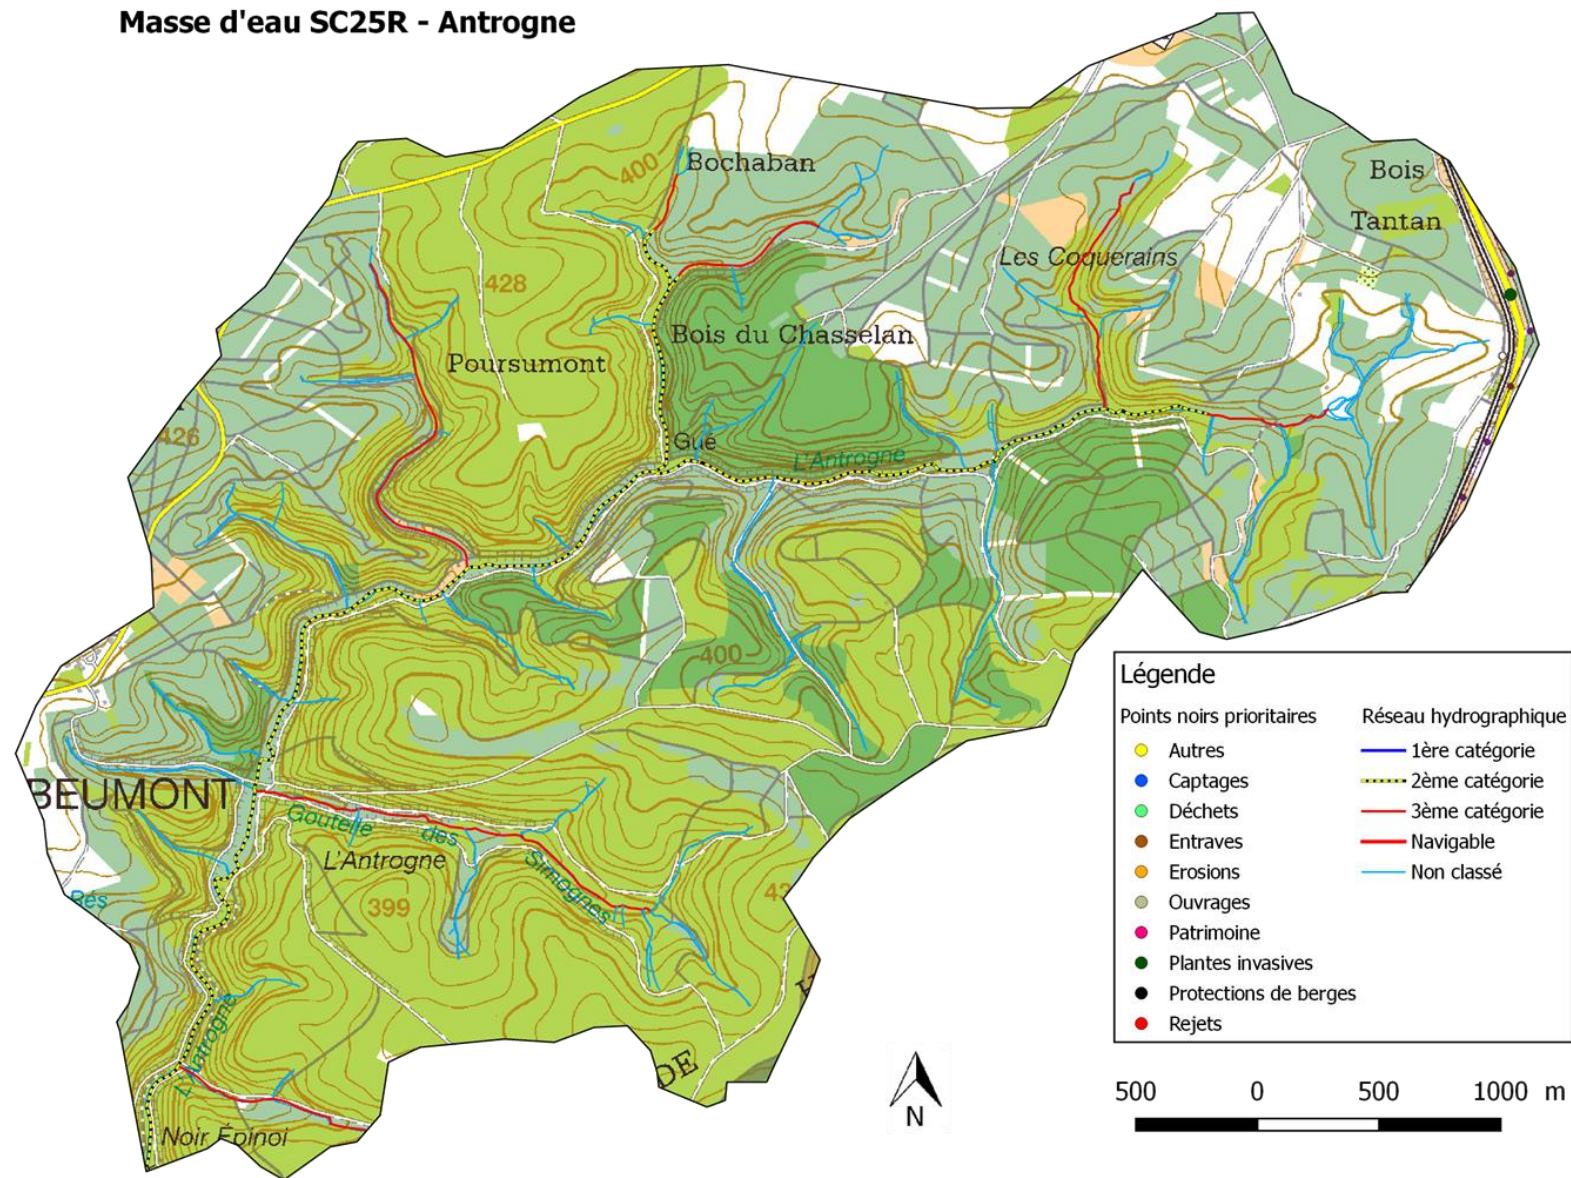 Masse d'eau SC25R - Antrogne
400
Bochaban
Bois
Tantan
Les Coquerains
428
Bois du Chasselan
Poursumont
426
Gué
L'Antrogne
400
BEUMONT
Goutelle des Simagnes
L'Antrogne
399
42
Rés
L'Antrogne
DE
Noir Épinoi
Légende
Points noirs prioritaires
Autres
Captages
Déchets
Entraves
Erosions
Ouvrages
Patrimoine
Plantes invasives
Protections de berges
Rejets
Réseau hydrographique
1ère catégorie
2ème catégorie
3ème catégorie
Navigable
Non classé
N
500 0 500 1000 m